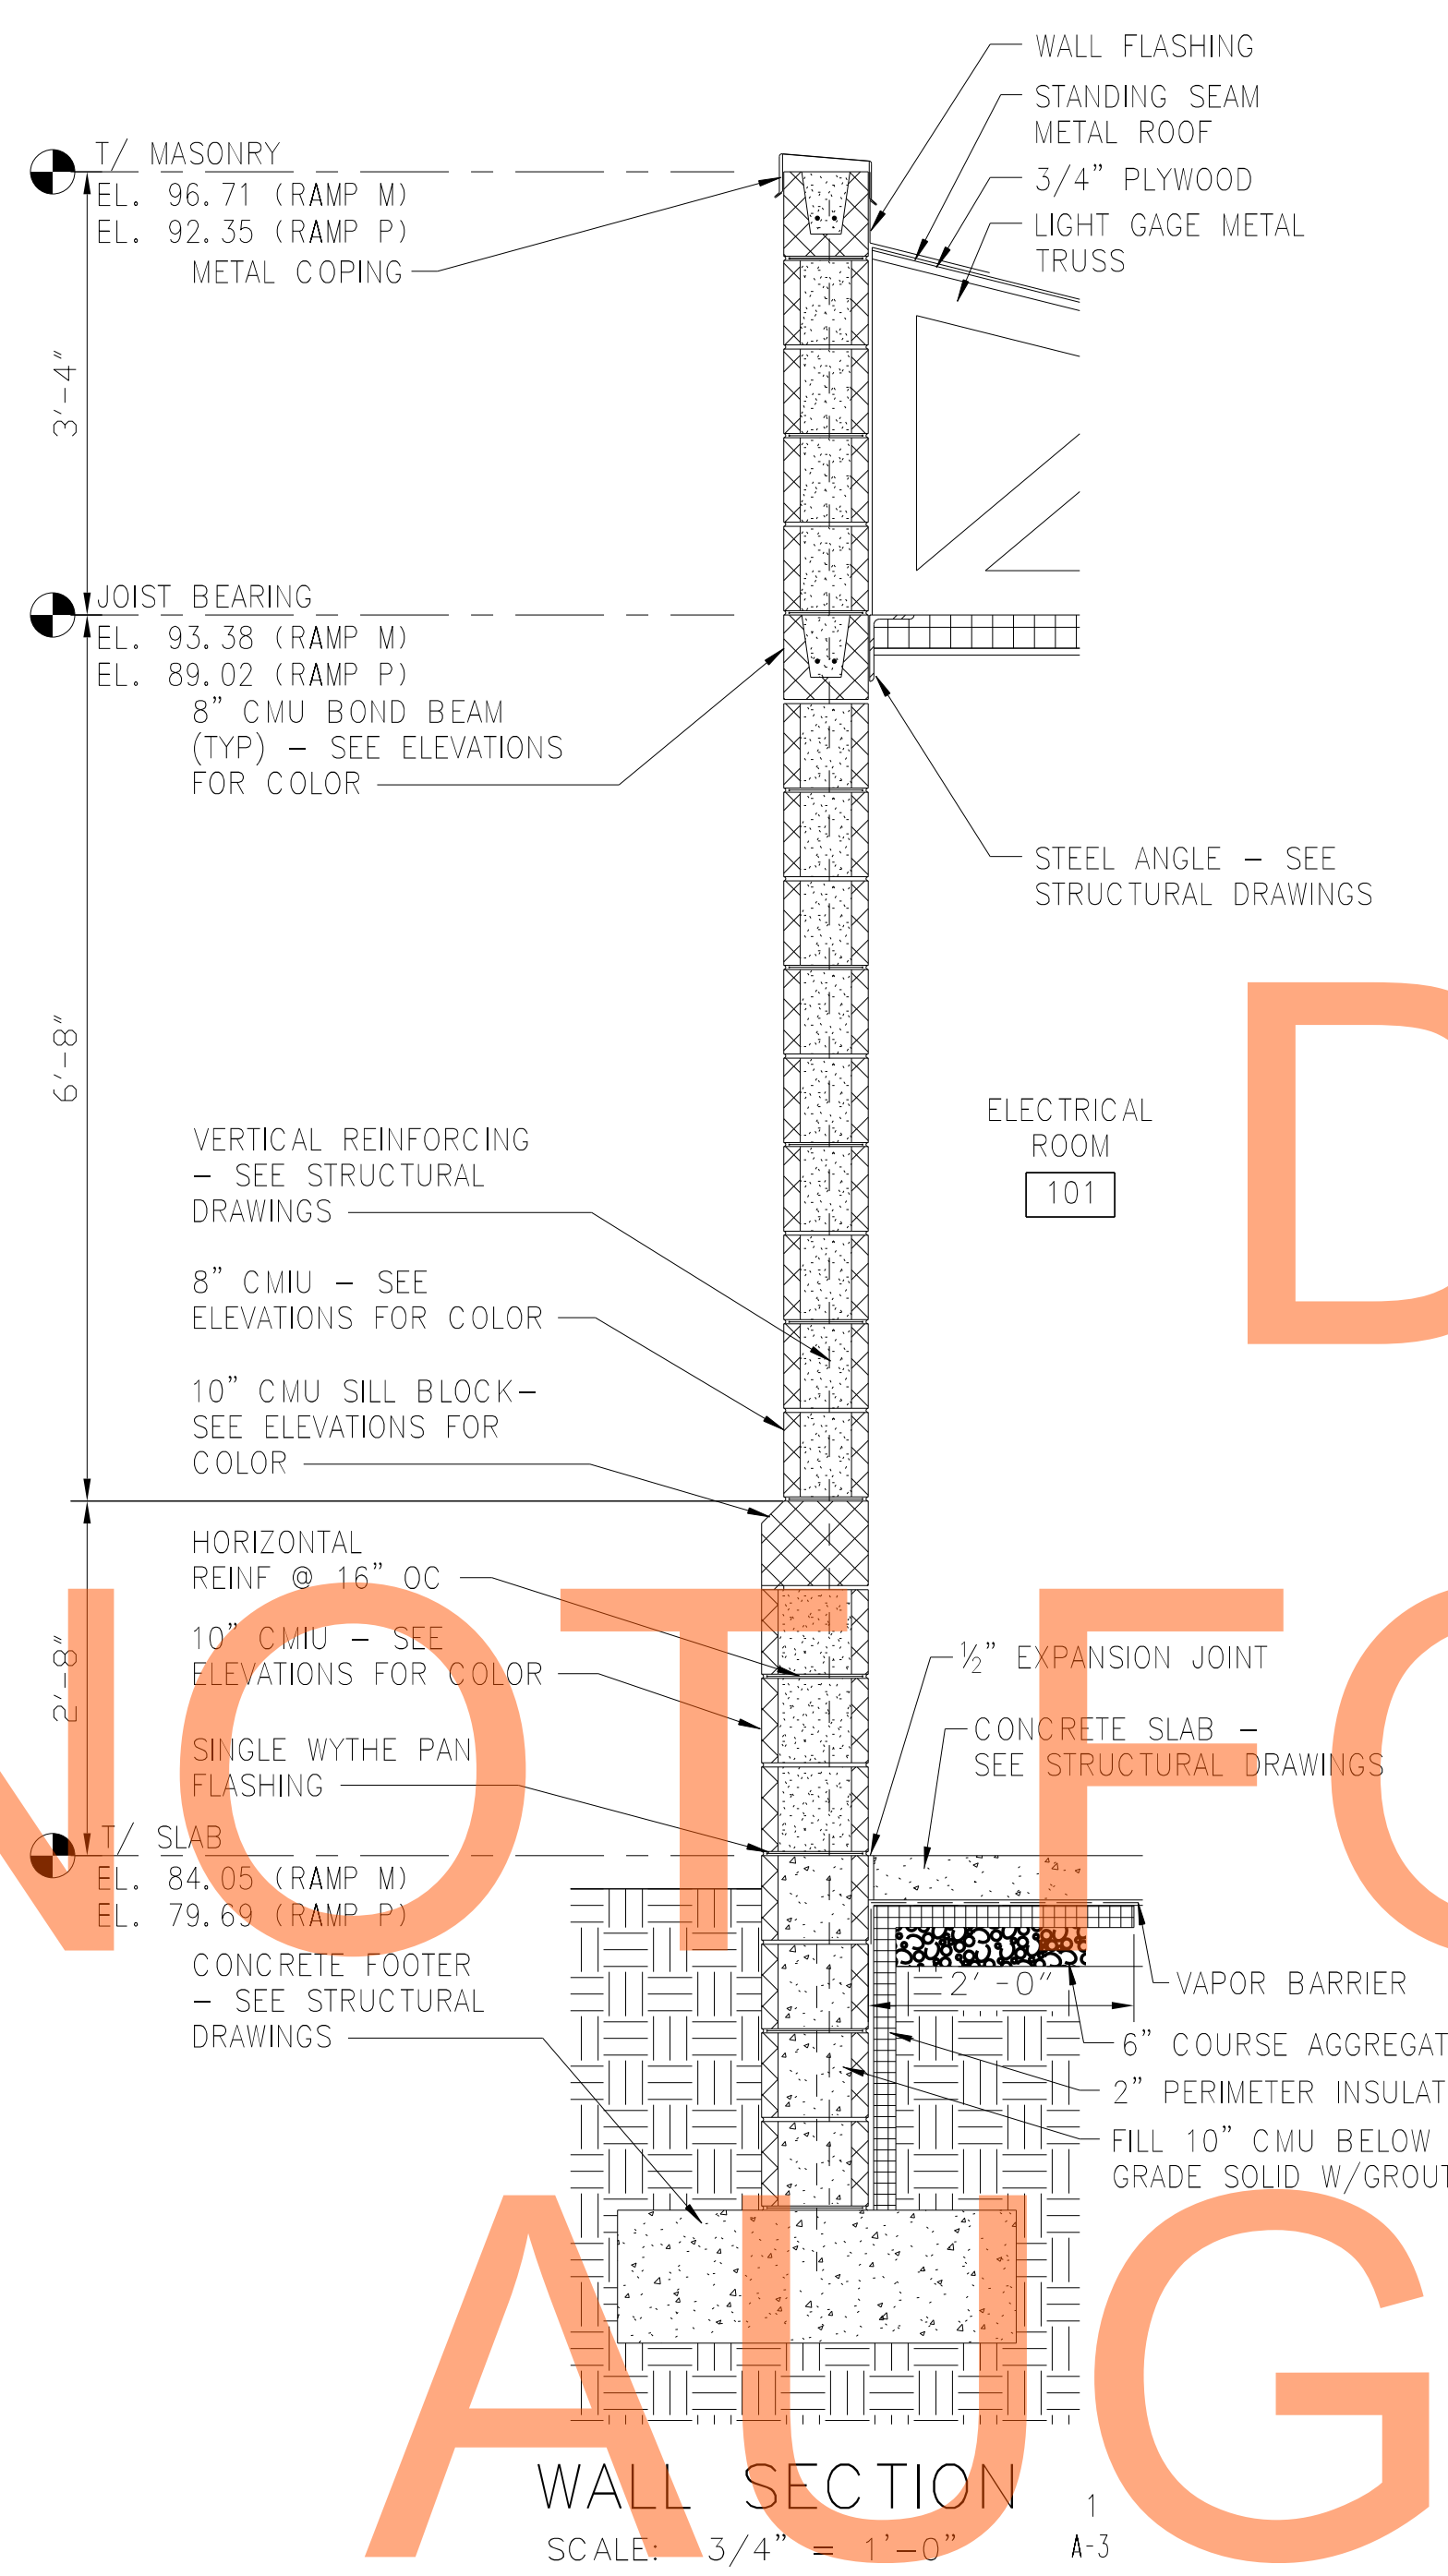 WALL FLASHING
STANDING SEAM
METAL ROOF
3/4" PLYWOOD
LIGHT GAGE METAL
TRUSS
T/ MASONRY
EL. 96.71 (RAMP M)
EL. 92.35 (RAMP P)
METAL COPING
3'-4"
JOIST BEARING
EL. 93.38 (RAMP M)
EL. 89.02 (RAMP P)
8" CMU BOND BEAM
(TYP) - SEE ELEVATIONS
FOR COLOR
STEEL ANGLE - SEE
STRUCTURAL DRAWINGS
6'-8"
ELECTRICAL
ROOM
101
VERTICAL REINFORCING
- SEE STRUCTURAL
DRAWINGS
8" CMIU - SEE
ELEVATIONS FOR COLOR
10" CMU SILL BLOCK-
SEE ELEVATIONS FOR
COLOR
HORIZONTAL
REINF @ 16" OC
10" CMIU - SEE
ELEVATIONS FOR COLOR
2'-8"
SINGLE WYTHE PAN
FLASHING
½" EXPANSION JOINT
CONCRETE SLAB -
SEE STRUCTURAL DRAWINGS
T/ SLAB
EL. 84.05 (RAMP M)
EL. 79.69 (RAMP P)
CONCRETE FOOTER
- SEE STRUCTURAL
DRAWINGS
2'-0"
VAPOR BARRIER
6" COURSE AGGREGAT
2" PERIMETER INSULAT
FILL 10" CMU BELOW
GRADE SOLID W/GROUT
WALL SECTION
1
A-3
SCALE: 3/4" = 1'-0"
D
NOT FO
AUG